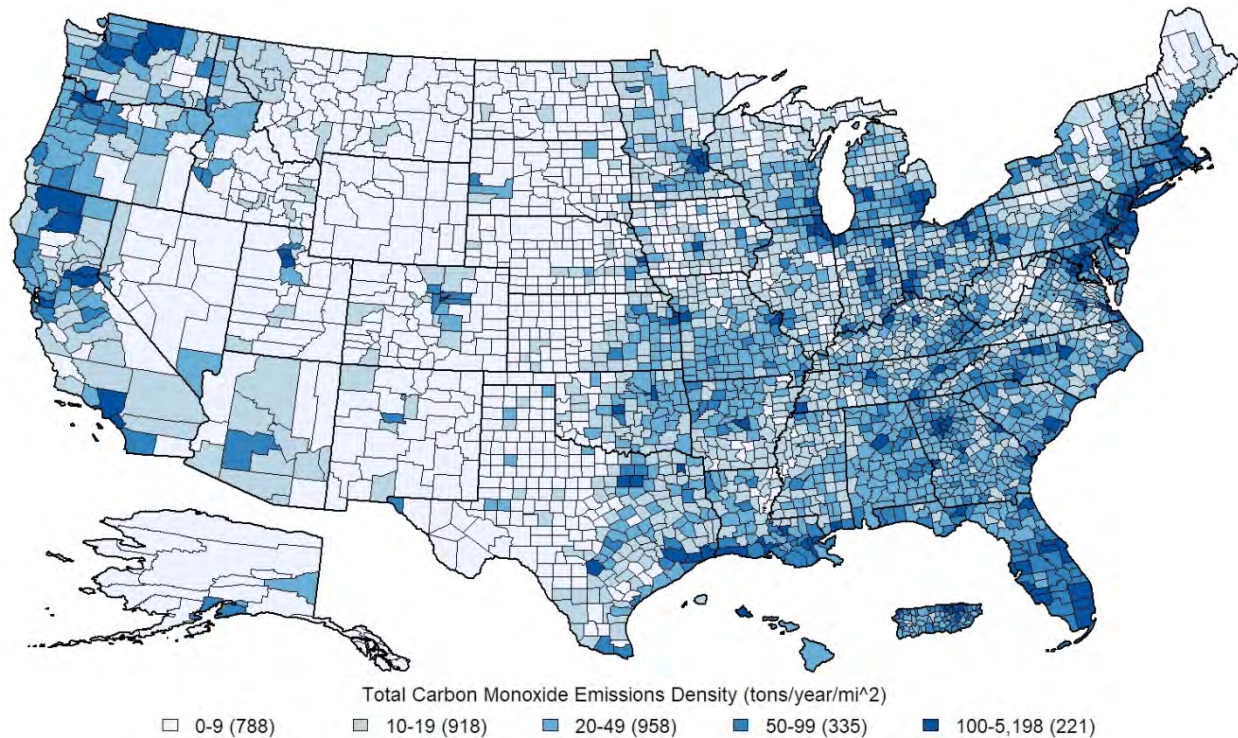 Total Carbon Monoxide Emissions Density (tons/year/mi^2)
0-9 (788) 10-19 (918) 20-49 (958) 50-99 (335) 100-5,198 (221)